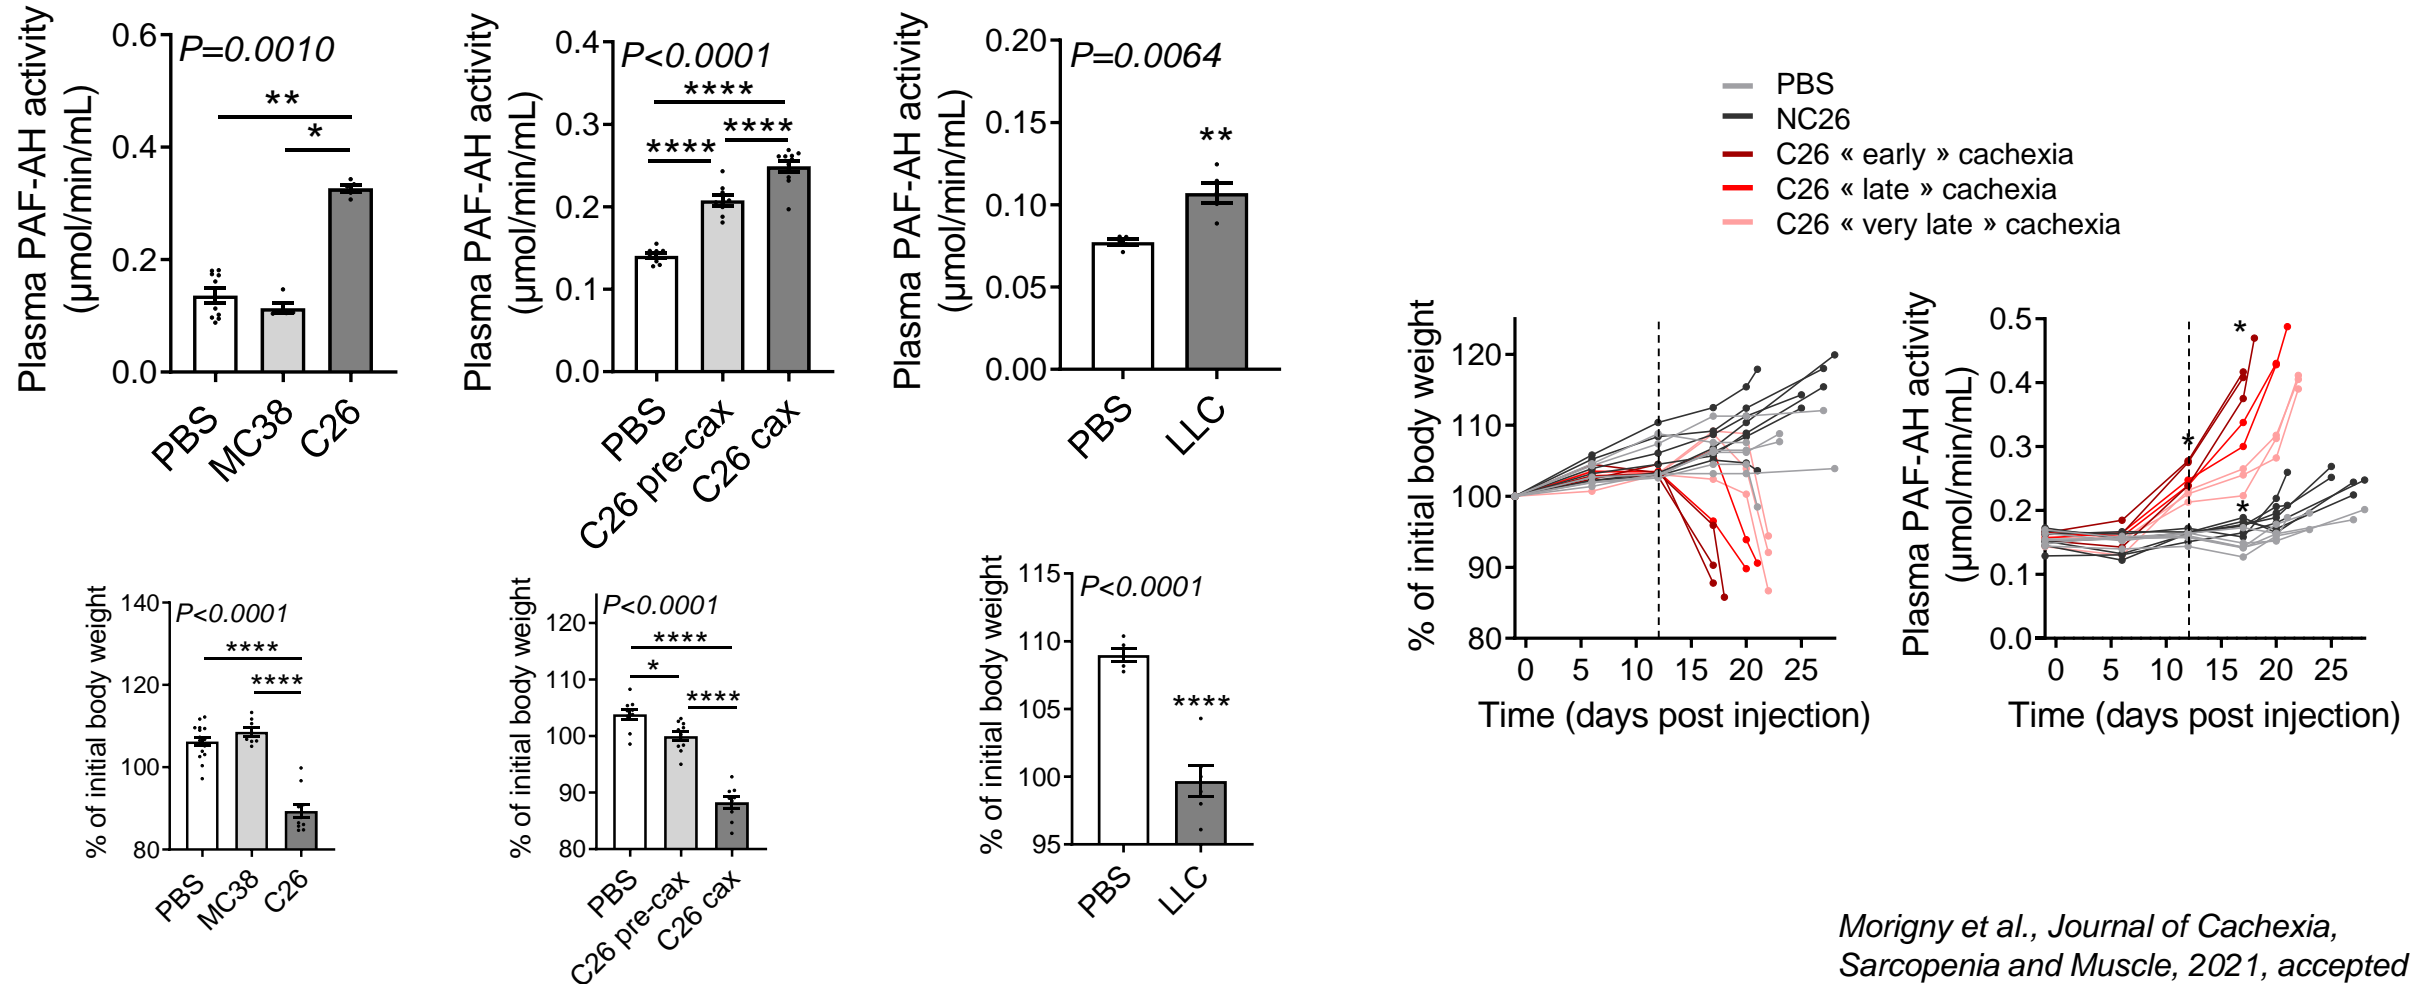 Plasma PAF-AH activity
(µmol/min/mL)
0.6
0.4
0.2
0.0
P=0.0010
**
*
PBS
MC38
C26
Plasma PAF-AH activity
(µmol/min/mL)
0.4
0.3
0.2
0.1
0.0
P<0.0001
****
****
****
PBS
C26 pre-cax
C26 cax
Plasma PAF-AH activity
(µmol/min/mL)
0.20
0.15
0.10
0.05
0.00
P=0.0064
**
PBS
LLC
PBS
NC26
C26 « early » cachexia
C26 « late » cachexia
C26 « very late » cachexia
% of initial body weight
120
110
100
90
80
0 5 10 15 20 25
Time (days post injection)
Plasma PAF-AH activity
(µmol/min/mL)
0.5
0.4
0.3
0.2
0.1
0.0
*
*
*
0 5 10 15 20 25
Time (days post injection)
% of initial body weight
140
120
100
80
P<0.0001
****
****
PBS
MC38
C26
% of initial body weight
120
110
100
90
80
P<0.0001
****
*
****
PBS
C26 pre-cax
C26 cax
% of initial body weight
115
110
105
100
95
P<0.0001
****
PBS
LLC
Morigny et al., Journal of Cachexia,
Sarcopenia and Muscle, 2021, accepted